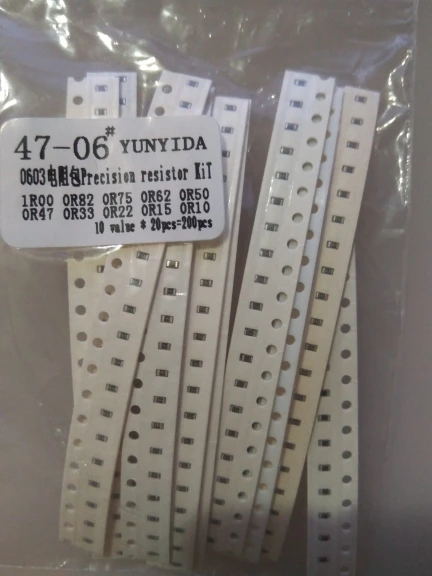 47-06# YUNYIDA
0603电阻包Precision resistor KiT
1R00 0R82 0R75 0R62 0R50
0R47 0R33 0R22 0R15 0R10
10 value * 20pcs=200pcs